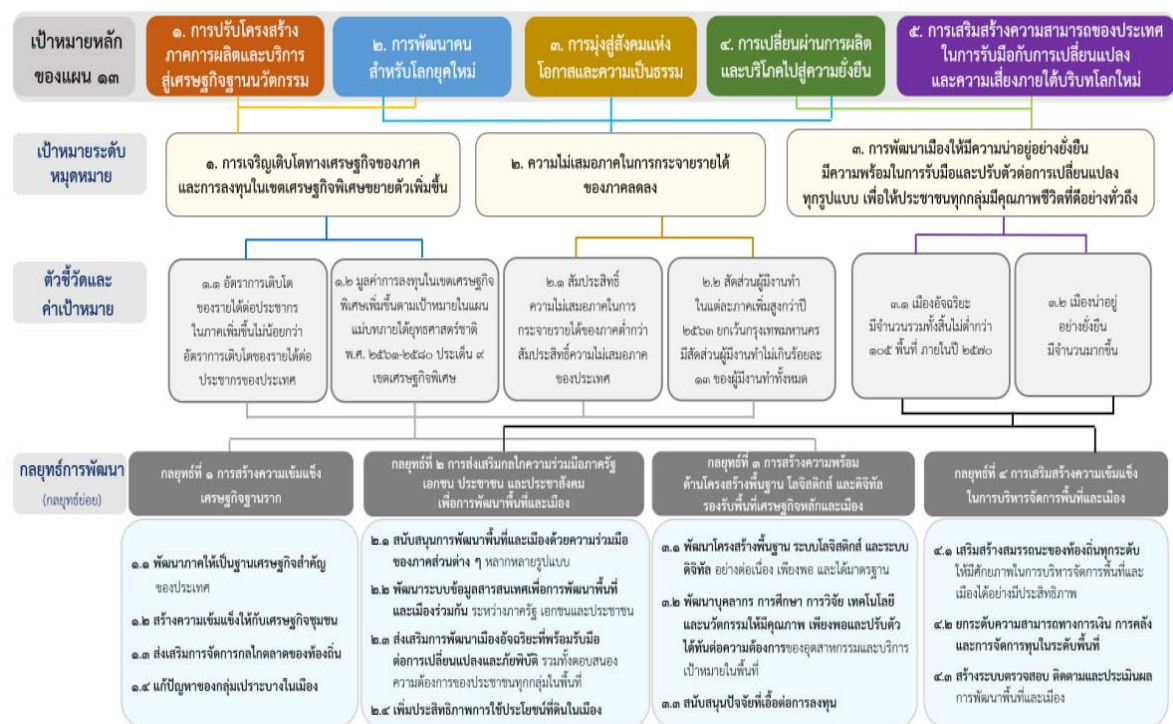 เป้าหมายหลัก
ของแผน ๑๓
๑. การปรับโครงสร้าง
ภาคการผลิตและบริการ
สู่เศรษฐกิจฐานนวัตกรรม
๒. การพัฒนาคน
สำหรับโลกยุคใหม่
๓. การมุ่งสู่สังคมแห่ง
โอกาสและความเป็นธรรม
๔. การเปลี่ยนผ่านการผลิต
และบริโภคไปสู่ความยั่งยืน
๕. การเสริมสร้างความสามารถของประเทศ
ในการรับมือกับการเปลี่ยนแปลง
และความเสี่ยงภายใต้บริบทโลกใหม่
เป้าหมายระดับ
หมุดหมาย
๑. การเจริญเติบโตทางเศรษฐกิจของภาค
และการลงทุนในเขตเศรษฐกิจพิเศษขยายตัวเพิ่มขึ้น
๒. ความไม่เสมอภาคในการกระจายรายได้
ของภาคลดลง
๓. การพัฒนาเมืองให้มีความน่าอยู่อย่างยั่งยืน
มีความพร้อมในการรับมือและปรับตัวต่อการเปลี่ยนแปลง
ทุกรูปแบบ เพื่อให้ประชาชนทุกกลุ่มมีคุณภาพชีวิตที่ดีอย่างทั่วถึง
ตัวชี้วัดและ
ค่าเป้าหมาย
๑.๑ อัตราการเติบโต
ของรายได้ต่อประชากร
ในภาคเพิ่มขึ้นไม่น้อยกว่า
อัตราการเติบโตของรายได้ต่อ
ประชากรของประเทศ
๑.๒ มูลค่าการลงทุนในเขตเศรษฐกิจ
พิเศษเพิ่มขึ้นตามเป้าหมายในแผน
แม่บทภายใต้ยุทธศาสตร์ชาติ
พ.ศ. ๒๕๖๑-๒๕๘๐ ประเด็น ๙
เขตเศรษฐกิจพิเศษ
๒.๑ สัมประสิทธิ์
ความไม่เสมอภาคในการ
กระจายรายได้ของภาคต่ำกว่า
สัมประสิทธิ์ความไม่เสมอภาค
ของประเทศ
๒.๒ สัดส่วนผู้มีงานทำ
ในแต่ละภาคเพิ่มสูงกว่าปี
๒๕๖๓ ยกเว้นกรุงเทพมหานคร
มีสัดส่วนผู้มีงานทำไม่เกินร้อยละ
๑๓ ของผู้มีงานทำทั้งหมด
๓.๑ เมืองอัจฉริยะ
มีจำนวนรวมทั้งสิ้นไม่ต่ำกว่า
๑๐๕ พื้นที่ ภายในปี ๒๕๗๐
๓.๒ เมืองน่าอยู่
อย่างยั่งยืน
มีจำนวนมากขึ้น
กลยุทธ์การพัฒนา
(กลยุทธ์ย่อย)
กลยุทธ์ที่ ๑ การสร้างความเข้มแข็ง
เศรษฐกิจฐานราก
๑.๑ พัฒนาภาคให้เป็นฐานเศรษฐกิจสำคัญ
ของประเทศ
๑.๒ สร้างความเข้มแข็งให้กับเศรษฐกิจชุมชน
๑.๓ ส่งเสริมการจัดการกลไกตลาดของท้องถิ่น
๑.๔ แก้ปัญหาของกลุ่มเปราะบางในเมือง
กลยุทธ์ที่ ๒ การส่งเสริมกลไกความร่วมมือภาครัฐ
เอกชน ประชาชน และประชาสังคม
เพื่อการพัฒนาพื้นที่และเมือง
๒.๑ สนับสนุนการพัฒนาพื้นที่และเมืองด้วยความร่วมมือ
ของภาคส่วนต่าง ๆ หลากหลายรูปแบบ
๒.๒ พัฒนาระบบข้อมูลสารสนเทศเพื่อการพัฒนาพื้นที่
และเมืองร่วมกัน ระหว่างภาครัฐ เอกชนและประชาชน
๒.๓ ส่งเสริมการพัฒนาเมืองอัจฉริยะที่พร้อมรับมือ
ต่อการเปลี่ยนแปลงและภัยพิบัติ รวมทั้งตอบสนอง
ความต้องการของประชาชนทุกกลุ่มในพื้นที่
๒.๔ เพิ่มประสิทธิภาพการใช้ประโยชน์ที่ดินในเมือง
กลยุทธ์ที่ ๓ การสร้างความพร้อม
ด้านโครงสร้างพื้นฐาน โลจิสติกส์ และดิจิทัล
รองรับพื้นที่เศรษฐกิจหลักและเมือง
๓.๑ พัฒนาโครงสร้างพื้นฐาน ระบบโลจิสติกส์ และระบบ
ดิจิทัล อย่างต่อเนื่อง เพียงพอ และได้มาตรฐาน
๓.๒ พัฒนาบุคลากร การศึกษา การวิจัย เทคโนโลยี
และนวัตกรรมให้มีคุณภาพ เพียงพอและปรับตัว
ได้ทันต่อความต้องการของอุตสาหกรรมและบริการ
เป้าหมายในพื้นที่
๓.๓ สนับสนุนปัจจัยที่เอื้อต่อการลงทุน
กลยุทธ์ที่ ๔ การเสริมสร้างความเข้มแข็ง
ในการบริหารจัดการพื้นที่และเมือง
๔.๑ เสริมสร้างสมรรถนะของท้องถิ่นทุกระดับ
ให้มีศักยภาพในการบริหารจัดการพื้นที่และ
เมืองได้อย่างมีประสิทธิภาพ
๔.๒ ยกระดับความสามารถทางการเงิน การคลัง
และการจัดการทุนในระดับพื้นที่
๔.๓ สร้างระบบตรวจสอบ ติดตามและประเมินผล
การพัฒนาพื้นที่และเมือง